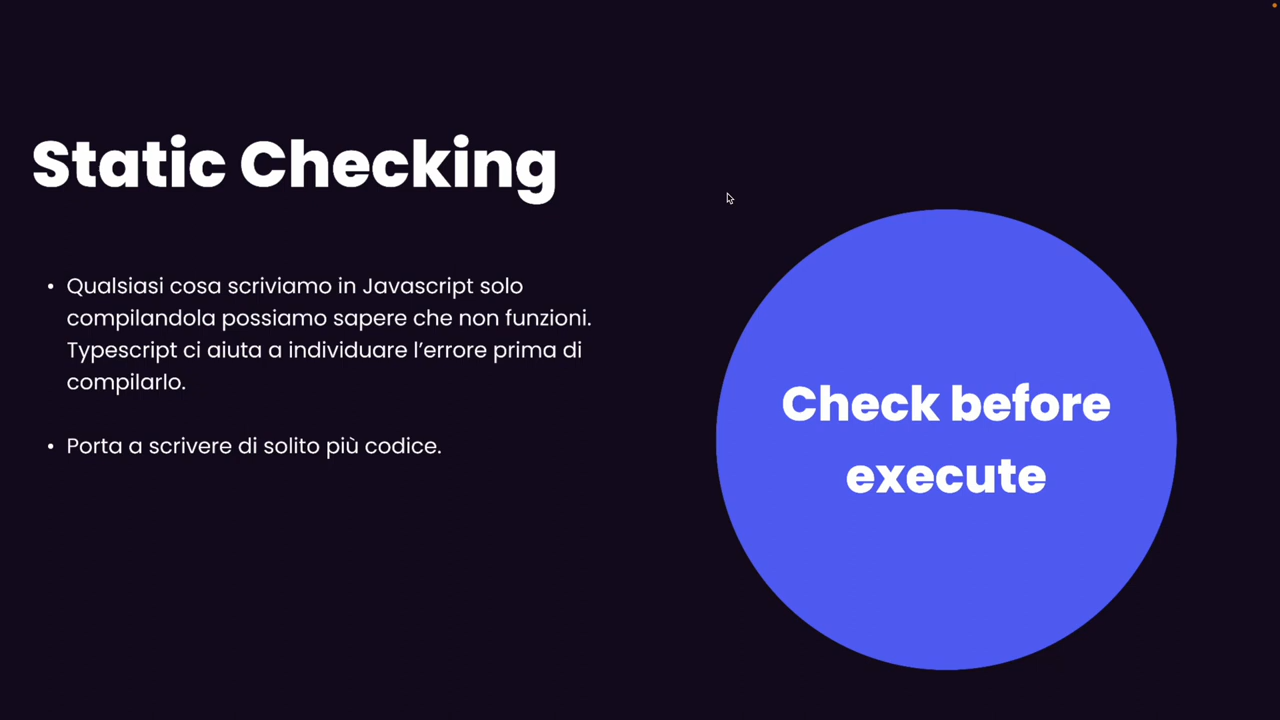 Static Checking
• Qualsiasi cosa scriviamo in Javascript solo
compilandola possiamo sapere che non funzioni.
Typescript ci aiuta a individuare l’errore prima di
compilarlo.
• Porta a scrivere di solito più codice.
Check before
execute